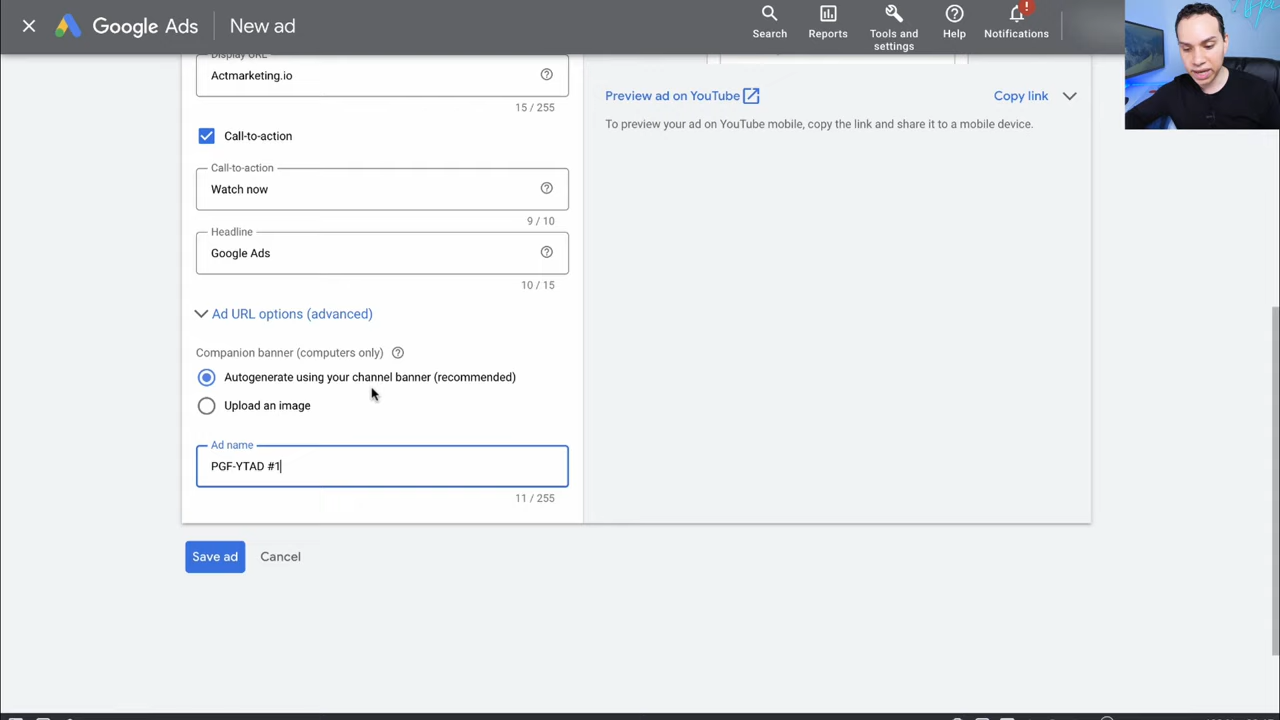 Google Ads
New ad
Search
Reports
Tools and
settings
Help
!
Notifications
Display URL
Actmarketing.io
15 / 255
Call-to-action
Call-to-action
Watch now
9 / 10
Headline
Google Ads
10 / 15
Ad URL options (advanced)
Companion banner (computers only)
Autogenerate using your channel banner (recommended)
Upload an image
Ad name
PGF-YTAD #1
11 / 255
Save ad
Cancel
Preview ad on YouTube
Copy link
To preview your ad on YouTube mobile, copy the link and share it to a mobile device.